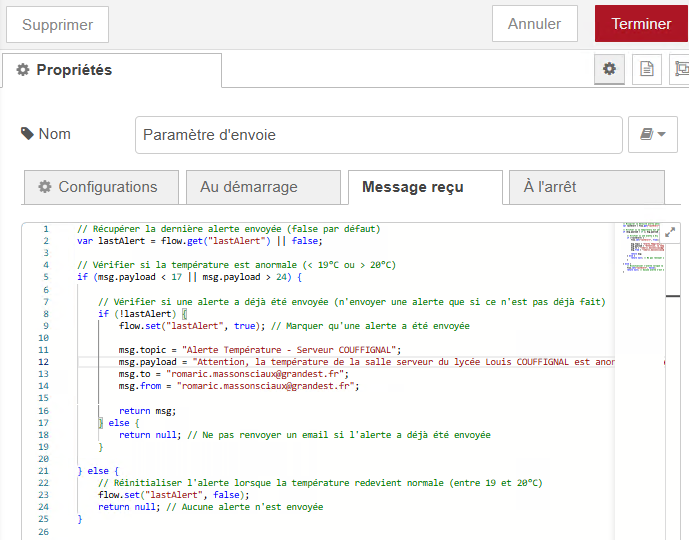 Supprimer
Annuler
Terminer
Propriétés
Nom
Paramètre d'envoie
Configurations
Au démarrage
Message reçu
À l'arrêt
1 // Récupérer la dernière alerte envoyée (false par défaut)
2 var lastAlert = flow.get("lastAlert") || false;
3
4 // Vérifier si la température est anormale (< 19°C ou > 20°C)
5 if (msg.payload < 17 || msg.payload > 24) {
6
7 // Vérifier si une alerte a déjà été envoyée (n'envoyer une alerte que si ce n'est pas déjà fait)
8 if (!lastAlert) {
9 flow.set("lastAlert", true); // Marquer qu'une alerte a été envoyée
10
11 msg.topic = "Alerte Température - Serveur COUFFIGNAL";
12 msg.payload = "Attention, la température de la salle serveur du lycée Louis COUFFIGNAL est anor
13 msg.to = "romaric.massonsciaux@grandest.fr";
14 msg.from = "romaric.massonsciaux@grandest.fr";
15
16 return msg;
17 } else {
18 return null; // Ne pas renvoyer un email si l'alerte a déjà été envoyée
19 }
20
21 } else {
22 // Réinitialiser l'alerte lorsque la température redevient normale (entre 19 et 20°C)
23 flow.set("lastAlert", false);
24 return null; // Aucune alerte n'est envoyée
25 }
26